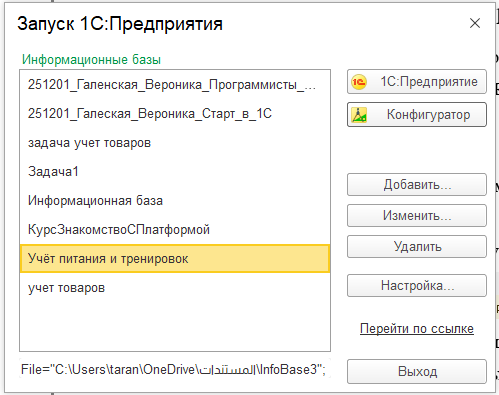 Запуск 1С:Предприятия
Информационные базы
251201_Галенская_Вероника_Программисты_...
251201_Галеская_Вероника_Старт_в_1С
задача учет товаров
Задача1
Информационная база
КурсЗнакомствоСПлатформой
Учёт питания и тренировок
учет товаров
1С:Предприятие
Конфигуратор
Добавить...
Изменить...
Удалить
Настройка...
Перейти по ссылке
File="C:\Users\taran\OneDrive\المستندات\InfoBase3";
Выход